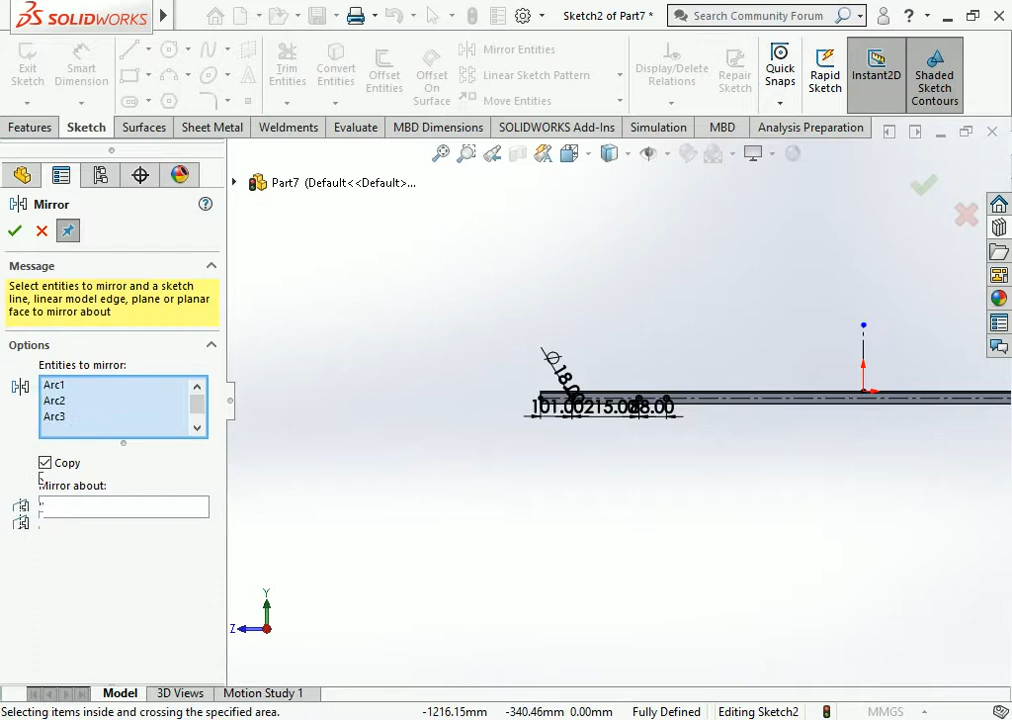 SOLIDWORKS
Sketch2 of Part7 *
Search Community Forum
?
Exit Sketch
Smart Dimension
Trim Entities
Convert Entities
Offset Entities
Offset On Surface
Mirror Entities
Linear Sketch Pattern
Move Entities
Display/Delete Relations
Repair Sketch
Quick Snaps
Rapid Sketch
Instant2D
Shaded Sketch Contours
Features
Sketch
Surfaces
Sheet Metal
Weldments
Evaluate
MBD Dimensions
SOLIDWORKS Add-Ins
Simulation
MBD
Analysis Preparation
Part7 (Default<<Default>...
Mirror
?
Message
Select entities to mirror and a sketch
line, linear model edge, plane or planar
face to mirror about
Options
Entities to mirror:
Arc1
Arc2
Arc3
Copy
Mirror about:
∅18.00
101.00
Y
Z
Model
3D Views
Motion Study 1
Selecting items inside and crossing the specified area.
-1216.15mm
-340.46mm
0.00mm
Fully Defined
Editing Sketch2
MMGS